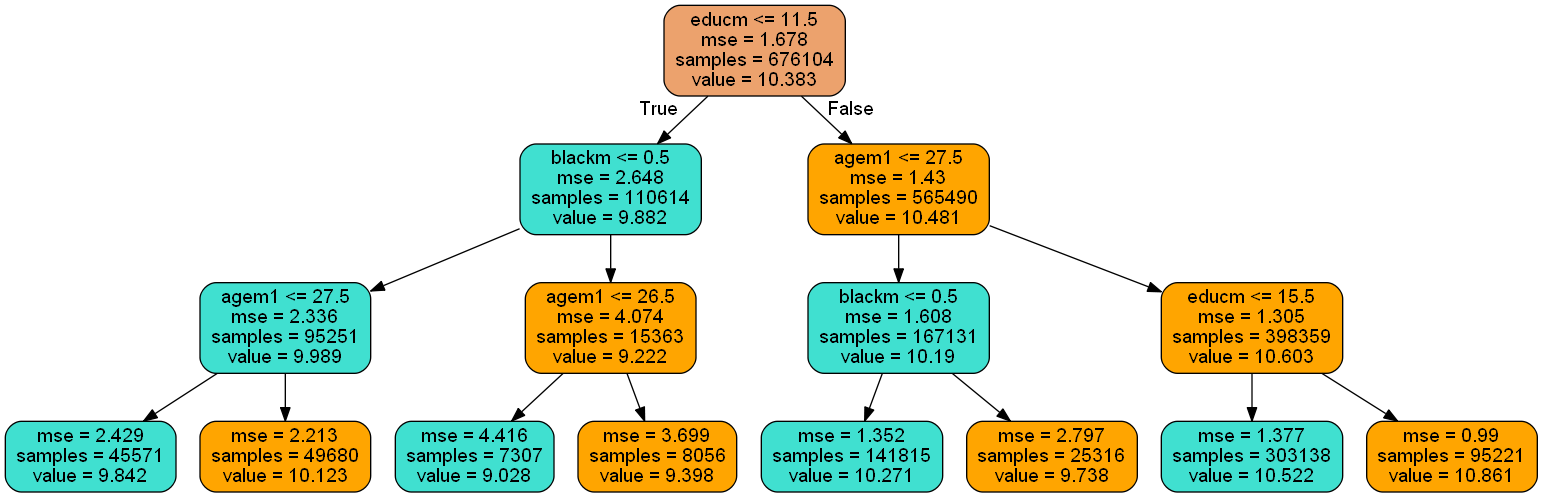 educm <= 11.5
mse = 1.678
samples = 676104
value = 10.383
True
False
blackm <= 0.5
mse = 2.648
samples = 110614
value = 9.882
agem1 <= 27.5
mse = 1.43
samples = 565490
value = 10.481
agem1 <= 27.5
mse = 2.336
samples = 95251
value = 9.989
agem1 <= 26.5
mse = 4.074
samples = 15363
value = 9.222
blackm <= 0.5
mse = 1.608
samples = 167131
value = 10.19
educm <= 15.5
mse = 1.305
samples = 398359
value = 10.603
mse = 2.429
samples = 45571
value = 9.842
mse = 2.213
samples = 49680
value = 10.123
mse = 4.416
samples = 7307
value = 9.028
mse = 3.699
samples = 8056
value = 9.398
mse = 1.352
samples = 141815
value = 10.271
mse = 2.797
samples = 25316
value = 9.738
mse = 1.377
samples = 303138
value = 10.522
mse = 0.99
samples = 95221
value = 10.861